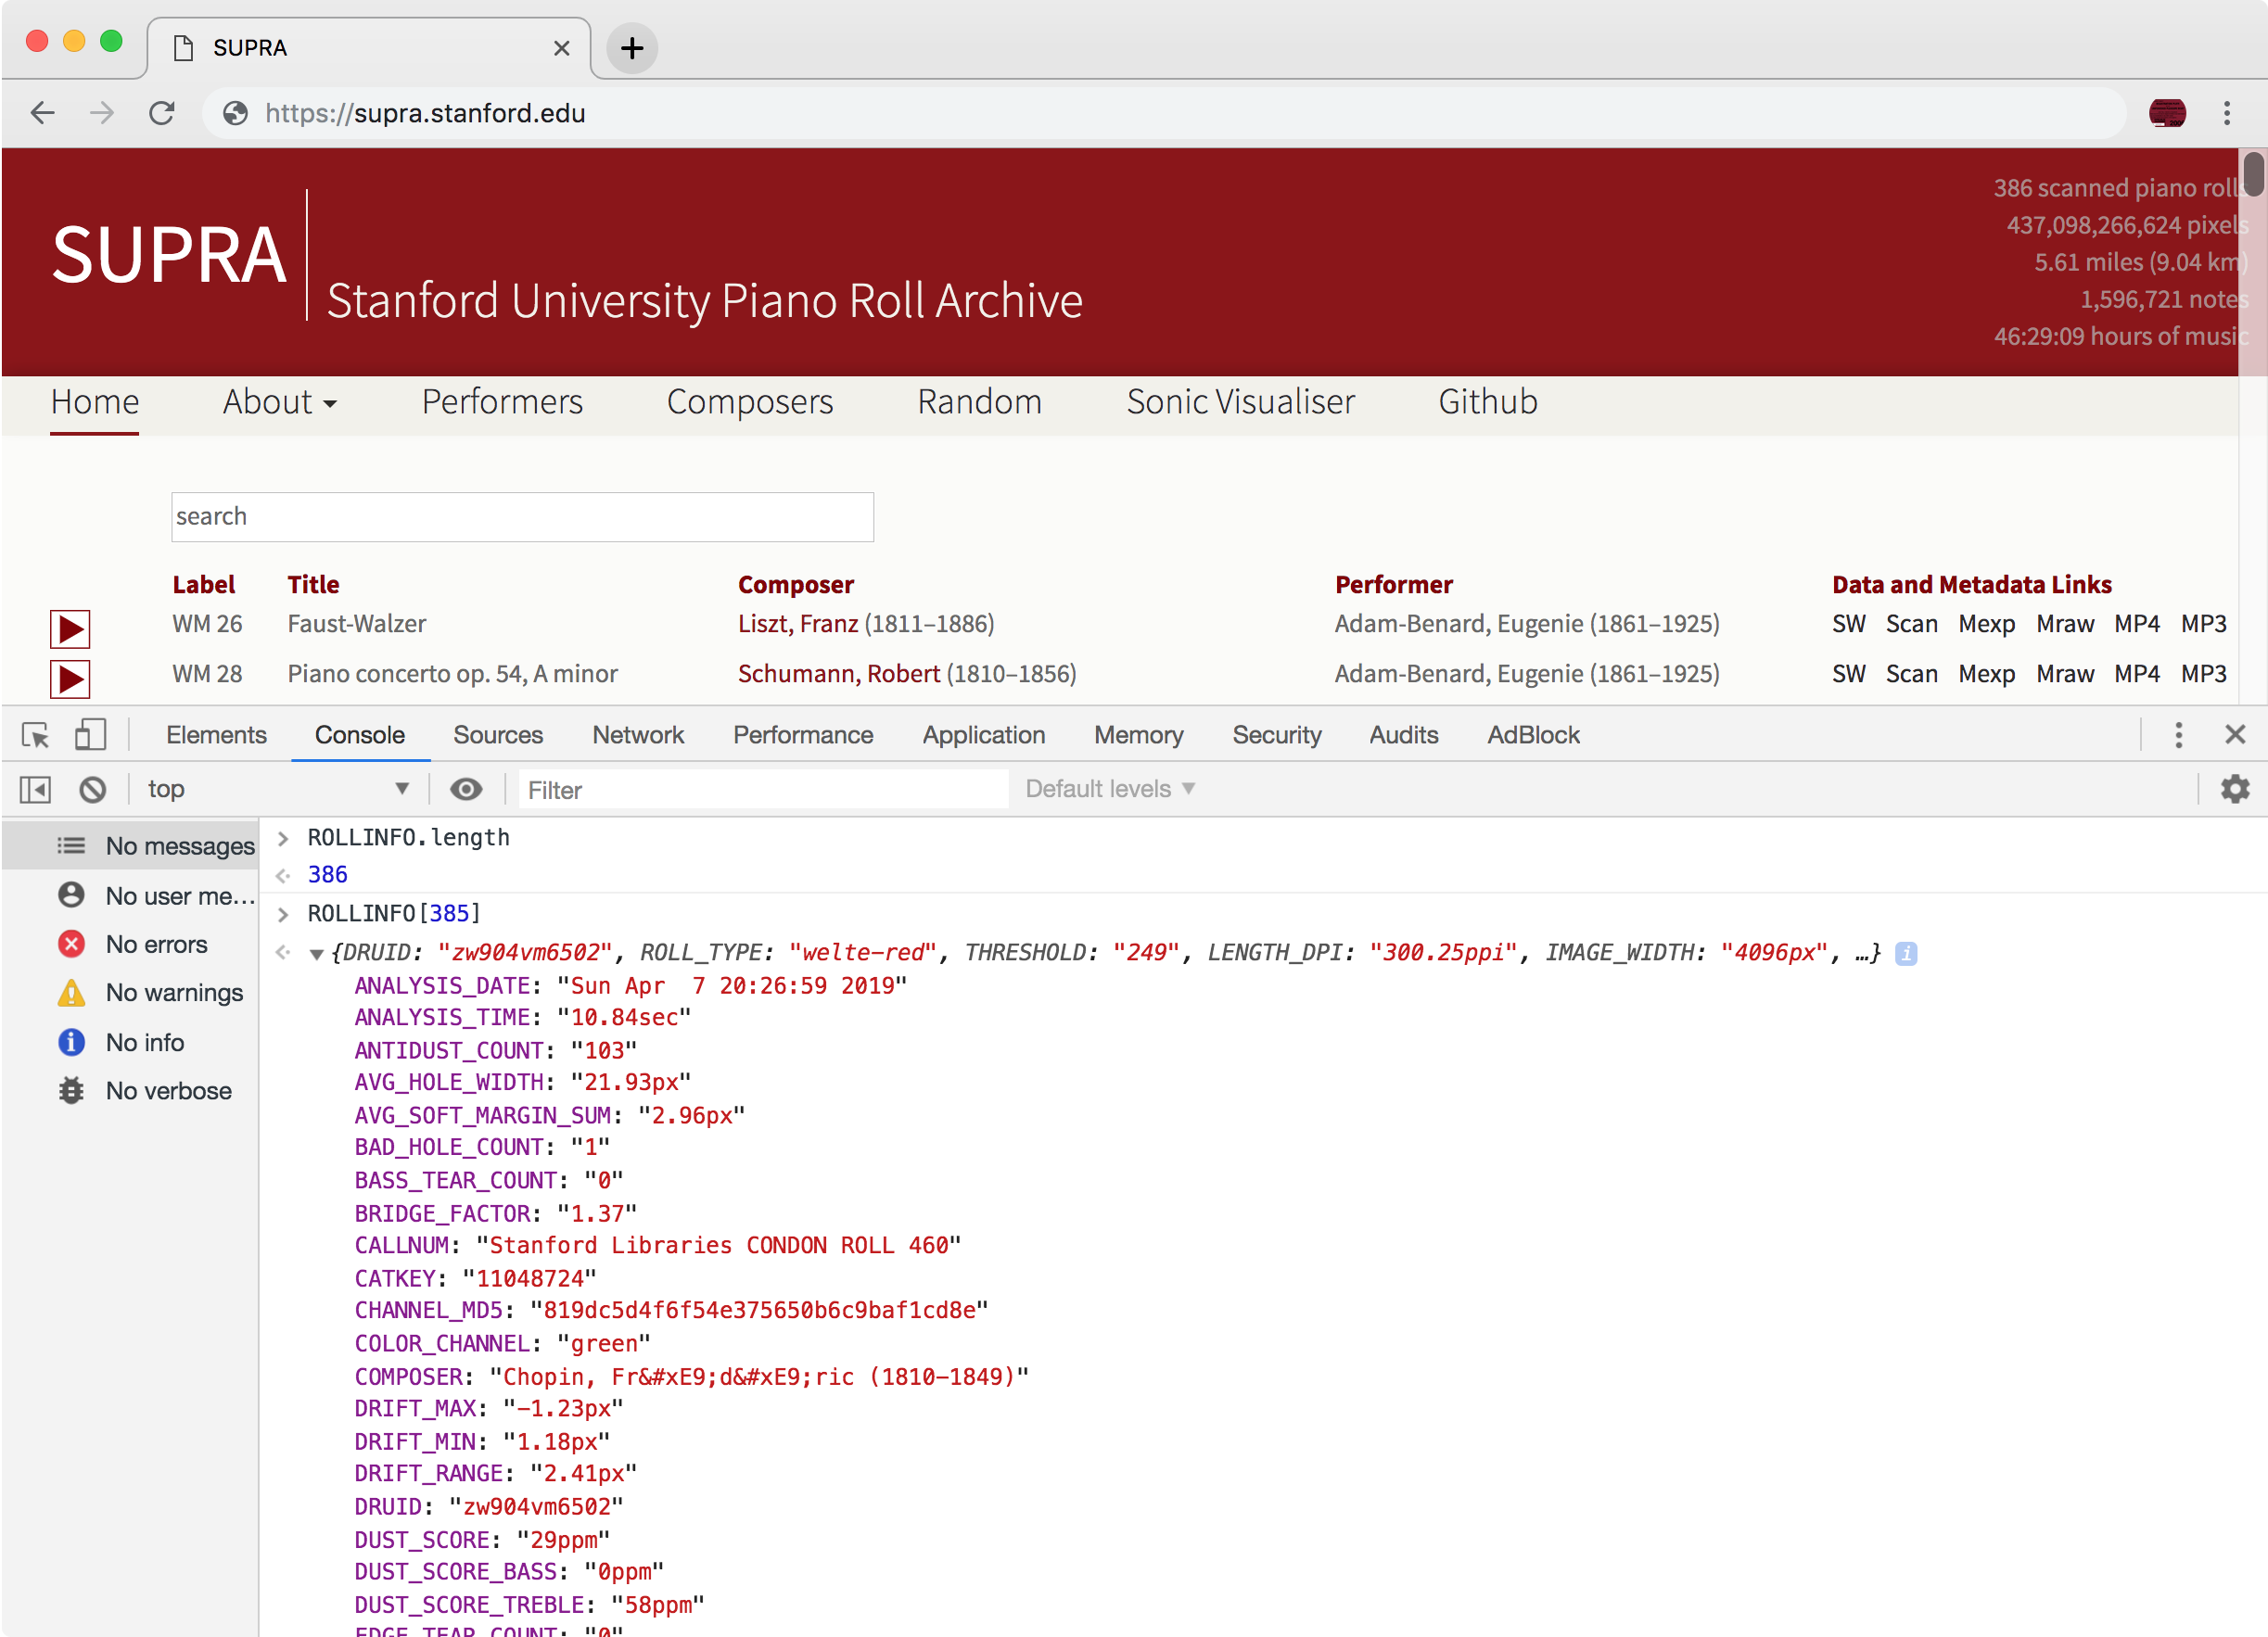 SUPRA
https://supra.stanford.edu
386 scanned piano rolls
437,098,266,624 pixels
5.61 miles (9.04 km)
1,596,721 notes
46:29:09 hours of music
SUPRA
Stanford University Piano Roll Archive
Home About Performers Composers Random Sonic Visualiser Github
search
Label Title Composer Performer Data and Metadata Links
WM 26 Faust-Walzer Liszt, Franz (1811–1886) Adam-Benard, Eugenie (1861–1925) SW Scan Mexp Mraw MP4 MP3
WM 28 Piano concerto op. 54, A minor Schumann, Robert (1810–1856) Adam-Benard, Eugenie (1861–1925) SW Scan Mexp Mraw MP4 MP3
Elements Console Sources Network Performance Application Memory Security Audits AdBlock
top Filter Default levels
No messages
No user me…
No errors
No warnings
No info
No verbose
> ROLLINFO.length
386
> ROLLINFO[385]
{DRUID: "zw904vm6502", ROLL_TYPE: "welte-red", THRESHOLD: "249", LENGTH_DPI: "300.25ppi", IMAGE_WIDTH: "4096px", …}
ANALYSIS_DATE: "Sun Apr  7 20:26:59 2019"
ANALYSIS_TIME: "10.84sec"
ANTIDUST_COUNT: "103"
AVG_HOLE_WIDTH: "21.93px"
AVG_SOFT_MARGIN_SUM: "2.96px"
BAD_HOLE_COUNT: "1"
BASS_TEAR_COUNT: "0"
BRIDGE_FACTOR: "1.37"
CALLNUM: "Stanford Libraries CONDON ROLL 460"
CATKEY: "11048724"
CHANNEL_MD5: "819dc5d4f6f54e375650b6c9baf1cd8e"
COLOR_CHANNEL: "green"
COMPOSER: "Chopin, Fr&#xE9;d&#xE9;ric (1810-1849)"
DRIFT_MAX: "-1.23px"
DRIFT_MIN: "1.18px"
DRIFT_RANGE: "2.41px"
DRUID: "zw904vm6502"
DUST_SCORE: "29ppm"
DUST_SCORE_BASS: "0ppm"
DUST_SCORE_TREBLE: "58ppm"
EDGE_TEAR_COUNT: "0"